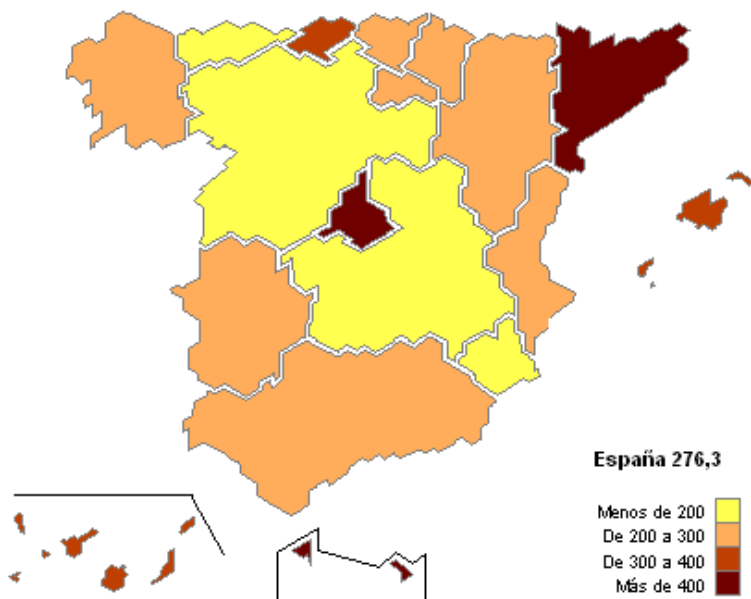 España 276,3
Menos de 200
De 200 a 300
De 300 a 400
Más de 400